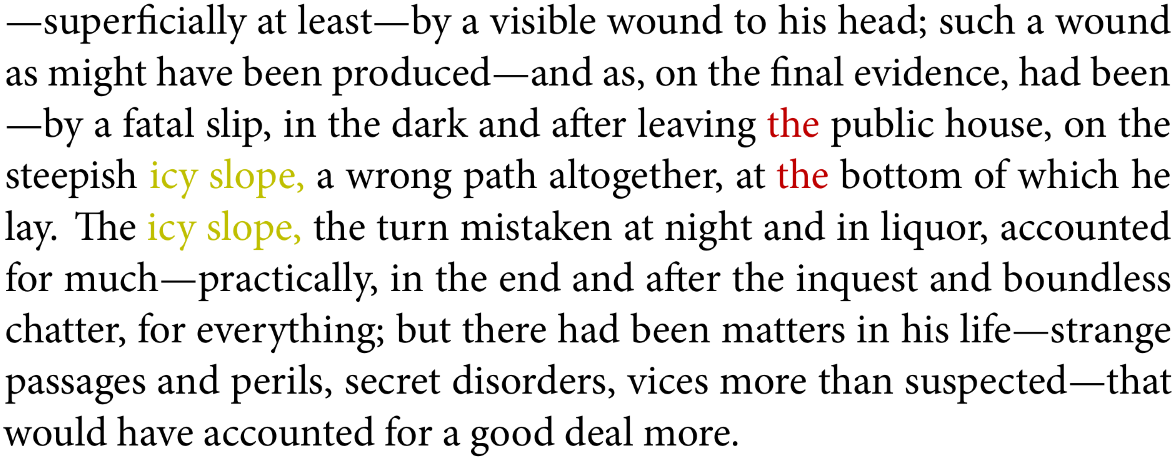 —superficially at least—by a visible wound to his head; such a wound
as might have been produced—and as, on the final evidence, had been
—by a fatal slip, in the dark and after leaving the public house, on the
steepish icy slope, a wrong path altogether, at the bottom of which he
lay. The icy slope, the turn mistaken at night and in liquor, accounted
for much—practically, in the end and after the inquest and boundless
chatter, for everything; but there had been matters in his life—strange
passages and perils, secret disorders, vices more than suspected—that
would have accounted for a good deal more.